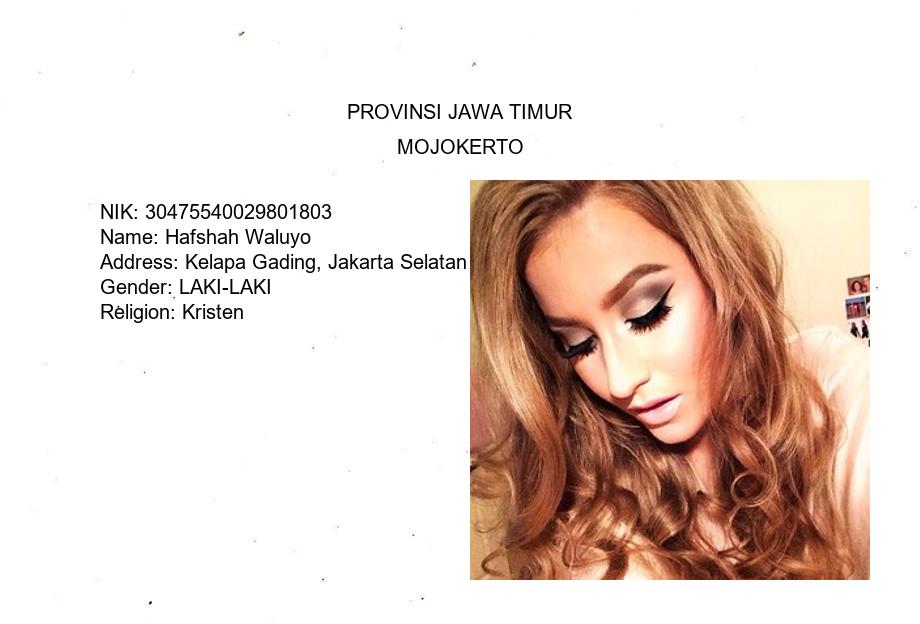 PROVINSI JAWA TIMUR
MOJOKERTO
NIK: 30475540029801803
Name: Hafshah Waluyo
Address: Kelapa Gading, Jakarta Selatan
Gender: LAKI-LAKI
Religion: Kristen